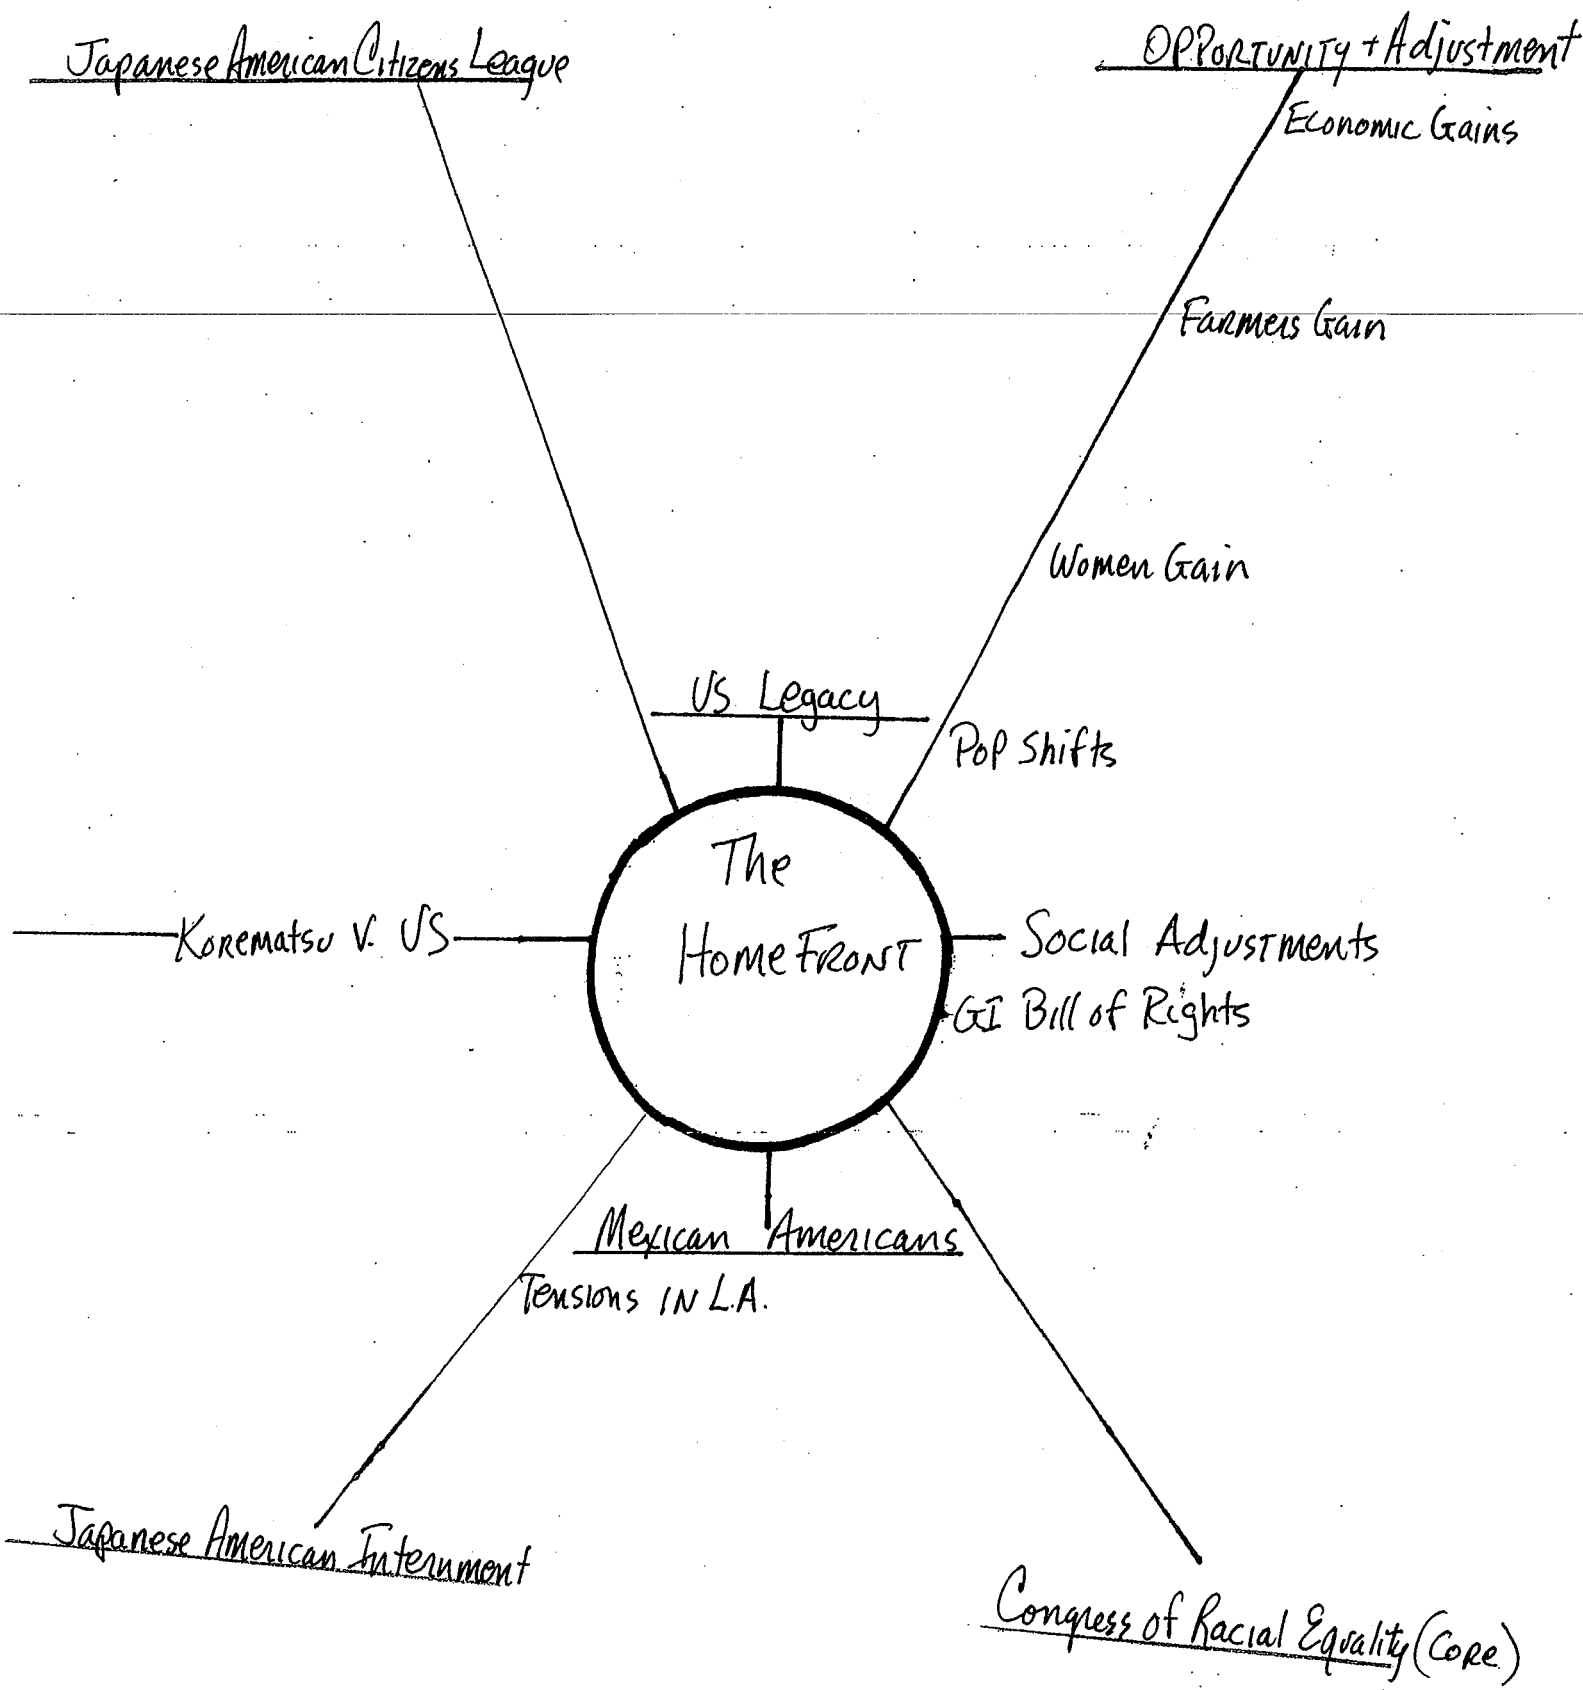 Japanese American Citizens League
OPPORTUNITY + Adjustment
Economic Gains
Farmers Gain
Women Gain
US Legacy
Pop Shifts
The
Home Front
Korematsu V. US
Social Adjustments
GI Bill of Rights
Mexican Americans
Tensions IN L.A.
Japanese American Internment
Congress of Racial Equality (CORE)